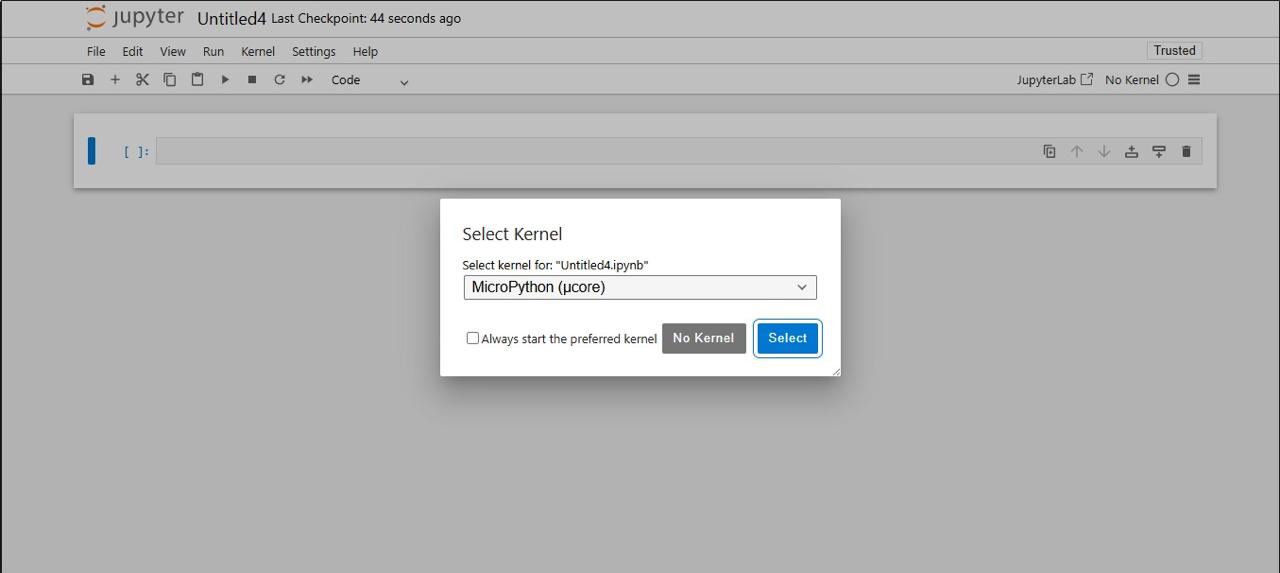 jupyter Untitled4 Last Checkpoint: 44 seconds ago
File Edit View Run Kernel Settings Help Trusted
Code JupyterLab No Kernel
[ ]:
Select Kernel
Select kernel for: "Untitled4.ipynb"
MicroPython (µcore)
Always start the preferred kernel No Kernel Select